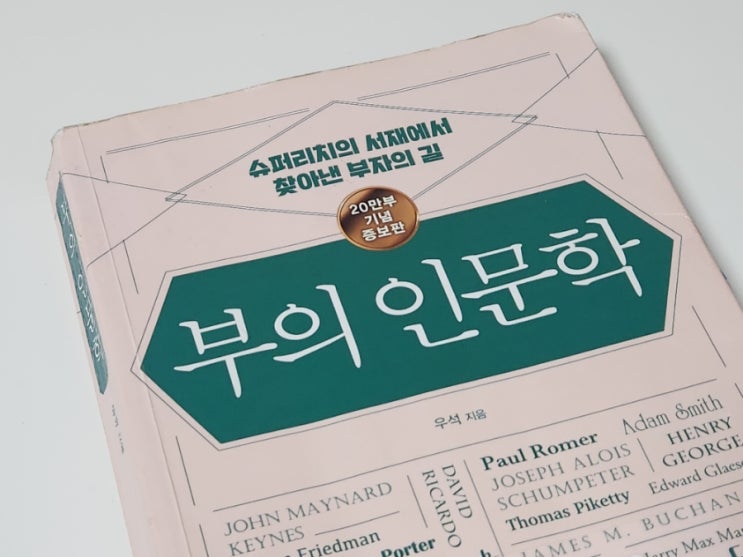 슈퍼리치의 서재에서
찾아낸 부자의 길
20만부
기념
증보판
부의 인문학
우석 지음
JOHN MAYNARD
KEYNES
Friedman
Porter
DAVID
RICARDO
Paul Romer
Adam Smith
JOSEPH ALOIS
SCHUMPETER
HENRY
GEORGE
Thomas Piketty
Edward
JAMES M.
Max